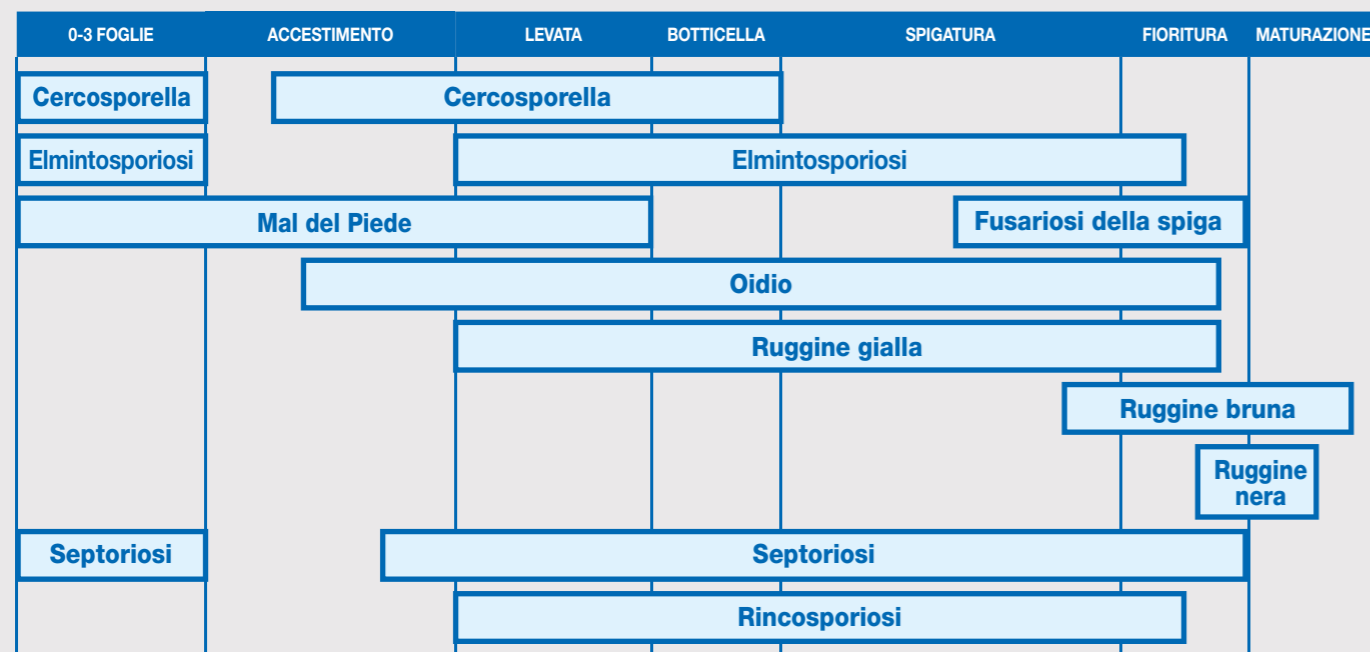 0-3 FOGLIE ACCESTIMENTO LEVATA BOTTICELLA SPIGATURA FIORITURA MATURAZIONE
Cercosporella Cercosporella
Elmintosporiosi Elmintosporiosi
Mal del Piede Fusariosi della spiga
Oidio
Ruggine gialla
Ruggine bruna
Ruggine
nera
Septoriosi Septoriosi
Rincosporiosi